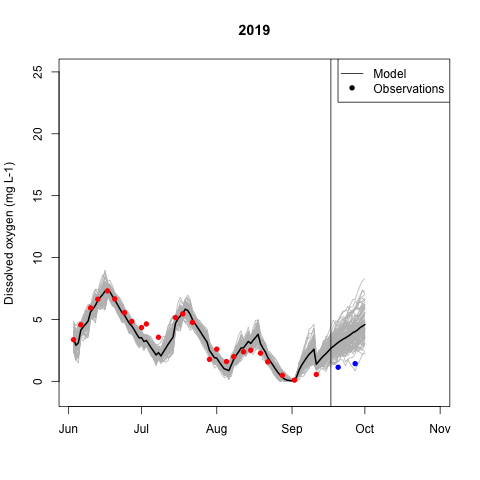 2019
Model
Observations
Dissolved oxygen (mg L-1)
25
20
15
10
5
0
Jun Jul Aug Sep Oct Nov